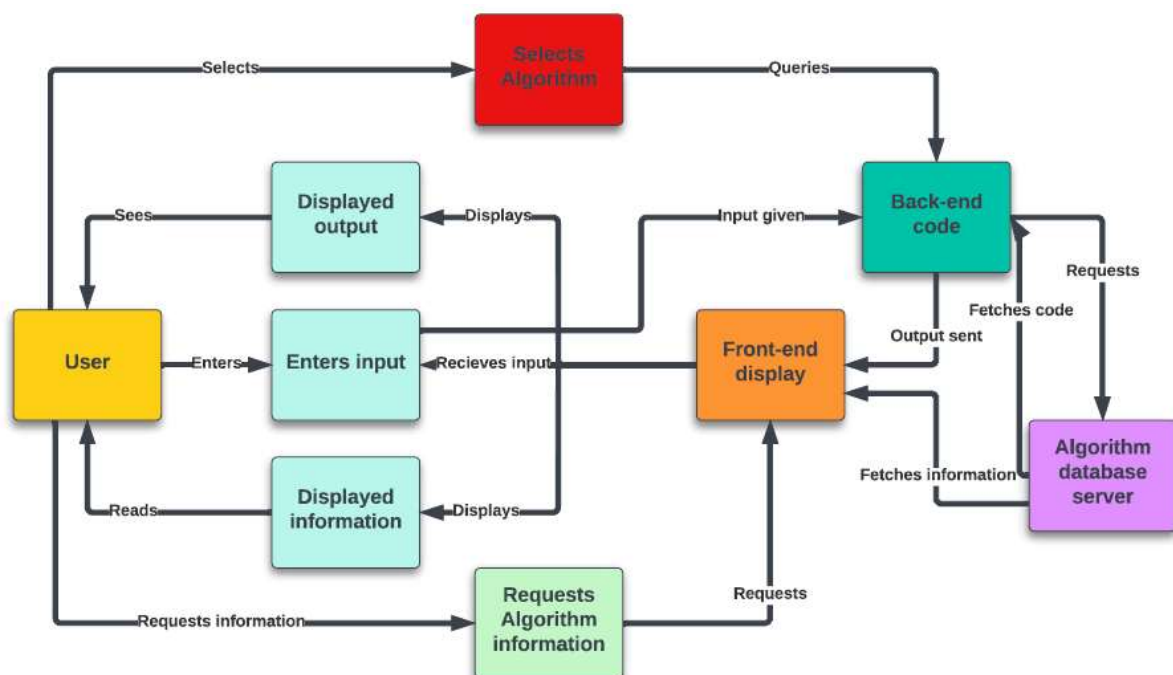 Selects
Selects
Algorithm
Queries
Displayed
output
Sees
Displays
Input given
Back-end
code
Requests
Fetches code
Output sent
User
Enters
Enters input
Recieves input
Front-end
display
Algorithm
database
server
Fetches information
Displayed
information
Reads
Displays
Requests information
Requests
Algorithm
information
Requests